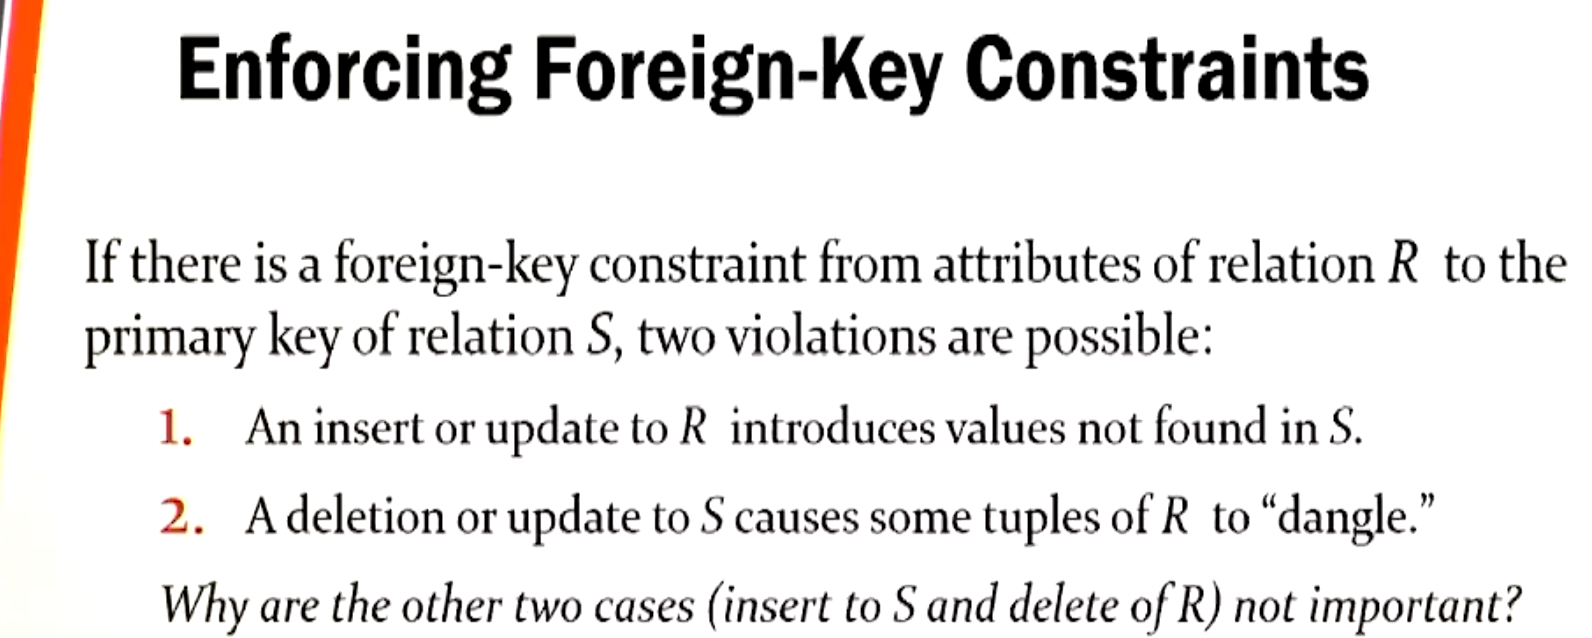 Enforcing Foreign-Key Constraints
If there is a foreign-key constraint from attributes of relation R to the
primary key of relation S, two violations are possible:
1. An insert or update to R introduces values not found in S.
2. A deletion or update to S causes some tuples of R to “dangle.”
Why are the other two cases (insert to S and delete of R) not important?